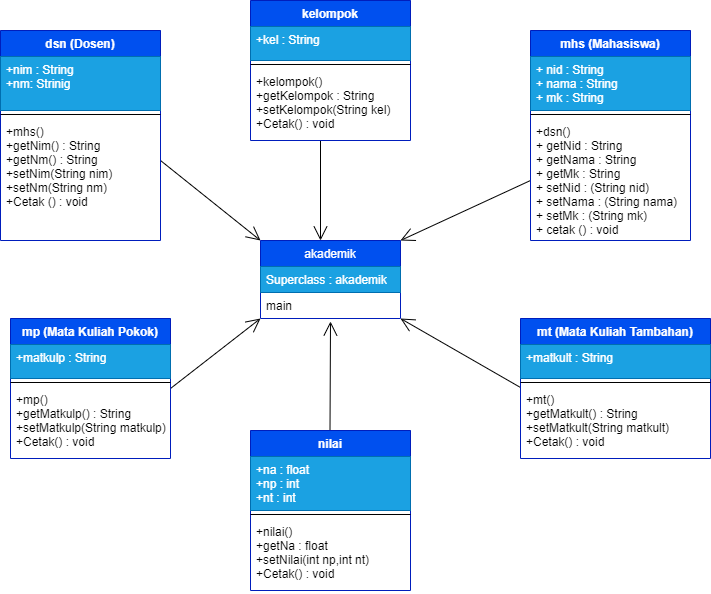 kelompok
+kel : String
+kelompok()
+getKelompok : String
+setKelompok(String kel)
+Cetak() : void
dsn (Dosen)
+nim : String
+nm: Strinig
+mhs()
+getNim() : String
+getNm() : String
+setNim(String nim)
+setNm(String nm)
+Cetak () : void
mhs (Mahasiswa)
+ nid : String
+ nama : String
+ mk : String
+dsn()
+ getNid : String
+ getNama : String
+ getMk : String
+ setNid : (String nid)
+ setNama : (String nama)
+ setMk : (String mk)
+ cetak () : void
akademik
Superclass : akademik
main
mp (Mata Kuliah Pokok)
+matkulp : String
+mp()
+getMatkulp() : String
+setMatkulp(String matkulp)
+Cetak() : void
mt (Mata Kuliah Tambahan)
+matkult : String
+mt()
+getMatkult() : String
+setMatkult(String matkult)
+Cetak() : void
nilai
+na : float
+np : int
+nt : int
+nilai()
+getNa : float
+setNilai(int np,int nt)
+Cetak() : void